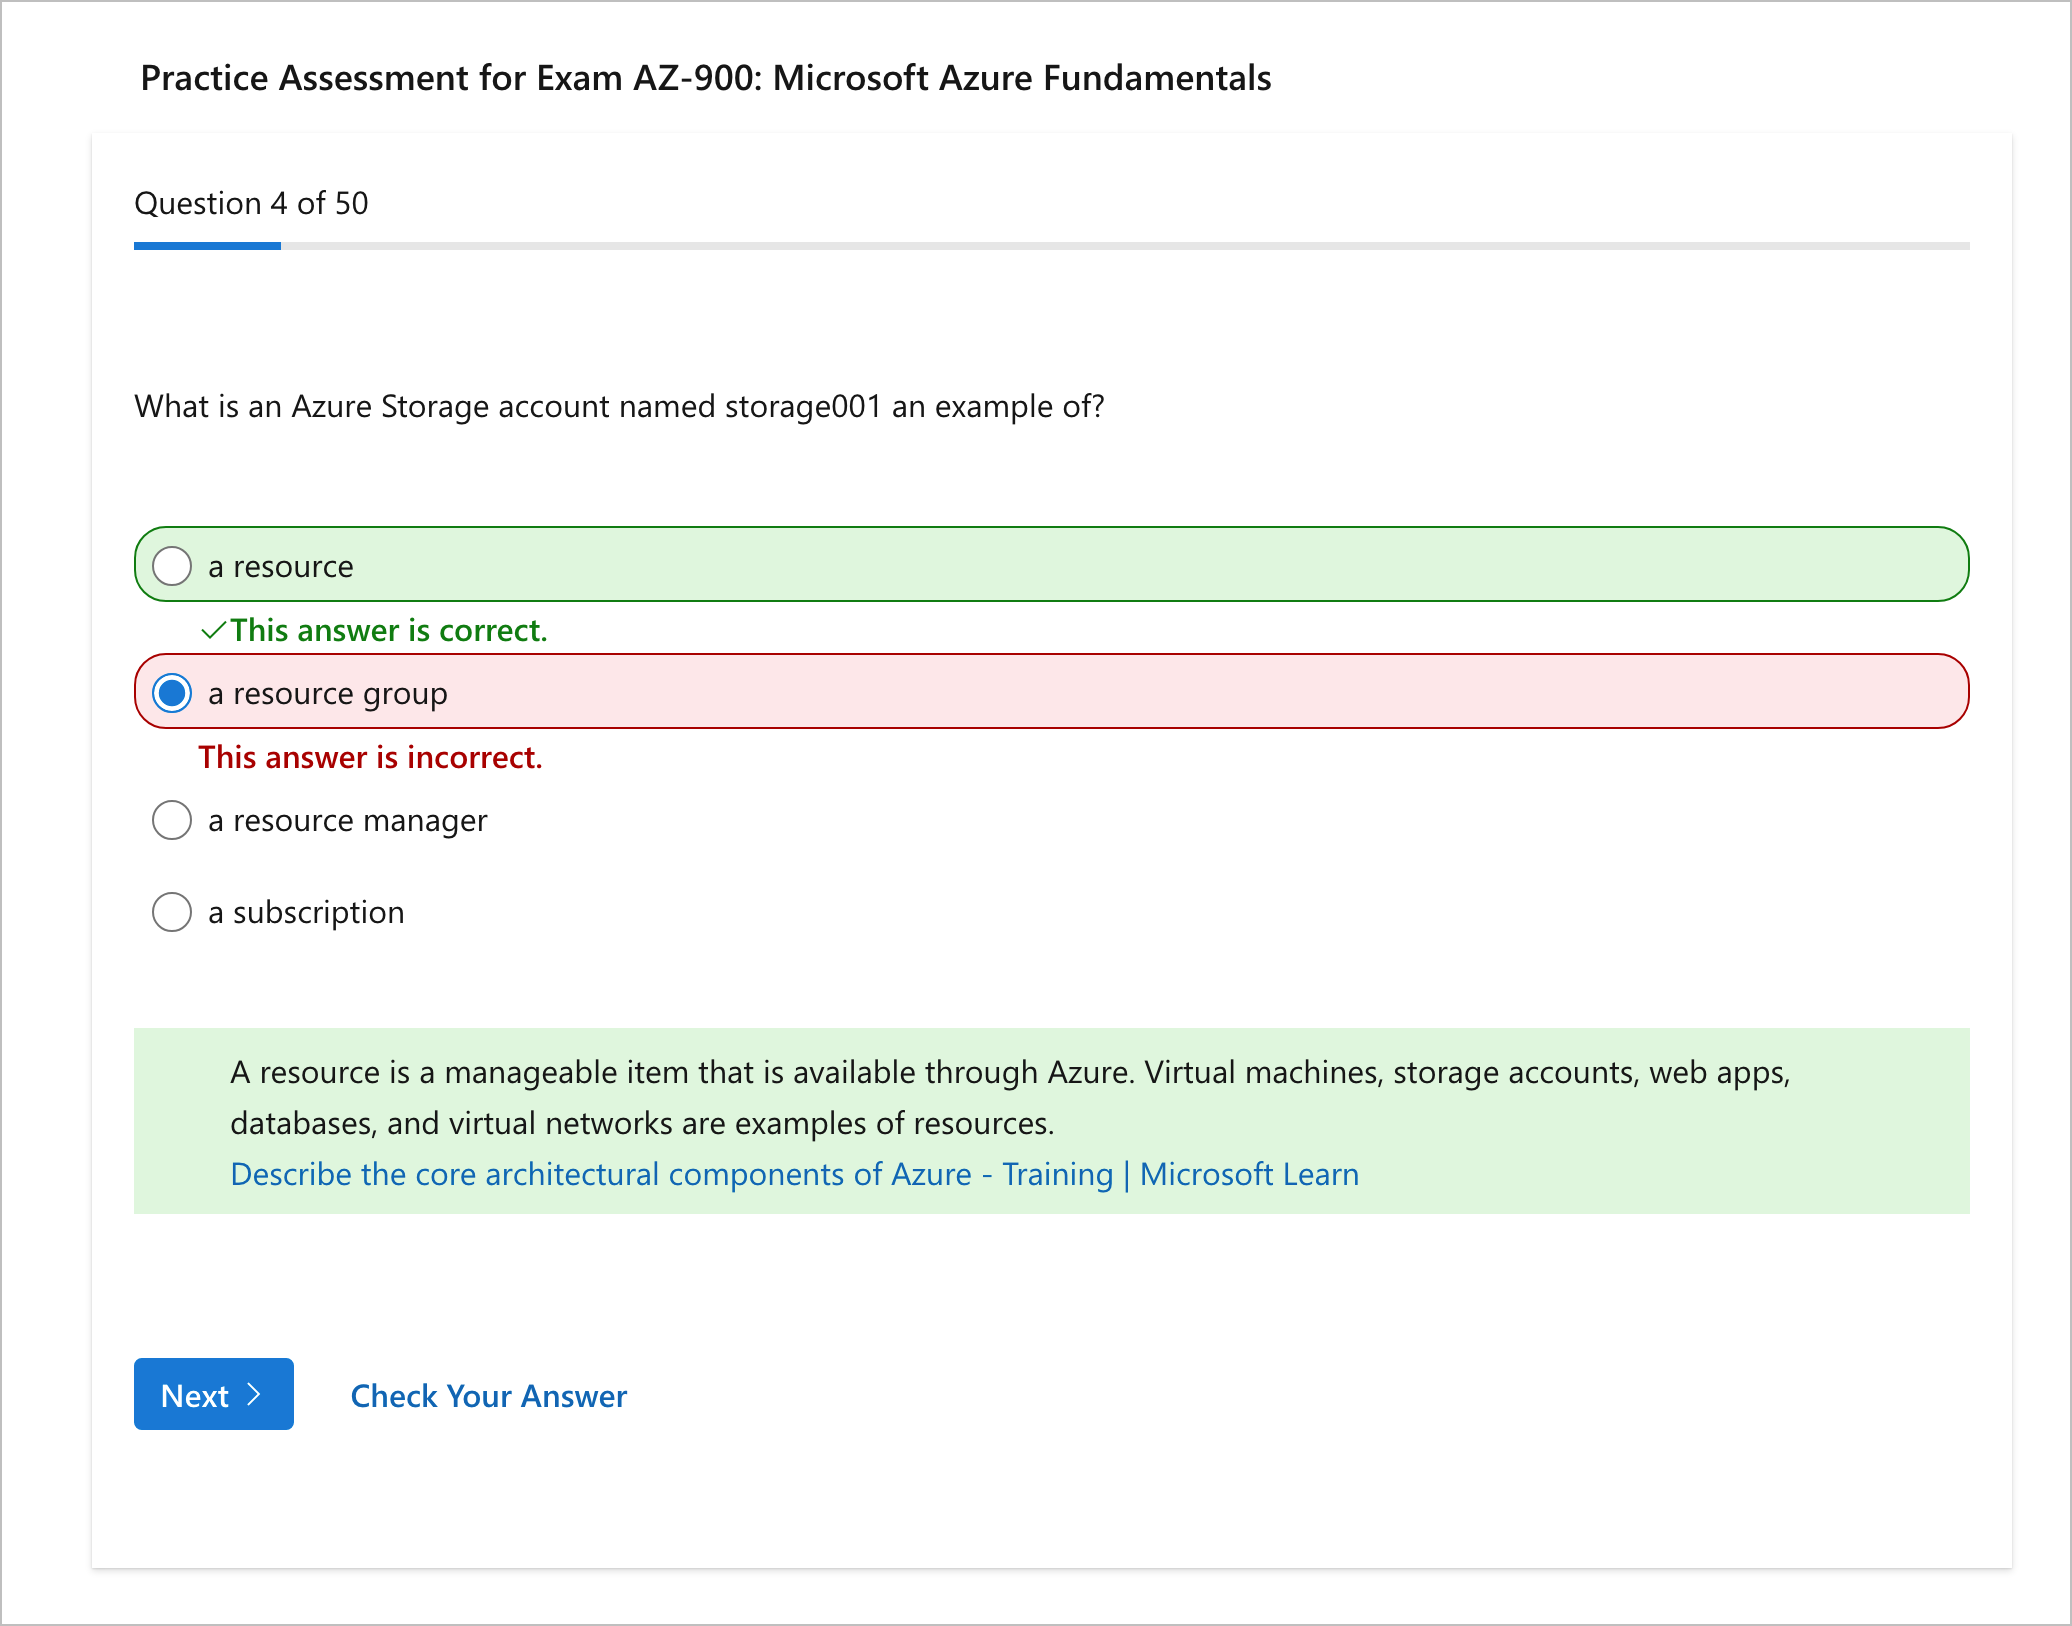 Practice Assessment for Exam AZ-900: Microsoft Azure Fundamentals
Question 4 of 50
What is an Azure Storage account named storage001 an example of?
a resource
This answer is correct.
a resource group
This answer is incorrect.
a resource manager
a subscription
A resource is a manageable item that is available through Azure. Virtual machines, storage accounts, web apps,
databases, and virtual networks are examples of resources.
Describe the core architectural components of Azure - Training | Microsoft Learn
Next
Check Your Answer